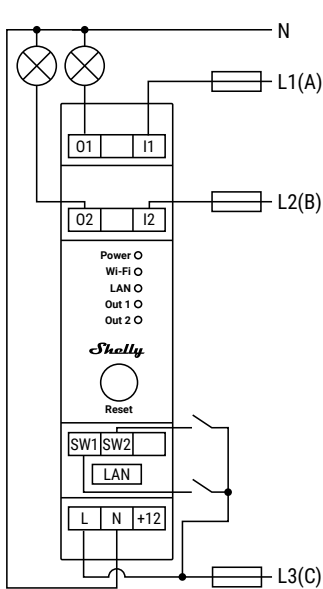 N
L1(A)
O1 I1
L2(B)
O2 I2
Power
Wi-Fi
LAN
Out 1
Out 2
Shelly
Reset
SW1 SW2
LAN
L N +12
L3(C)